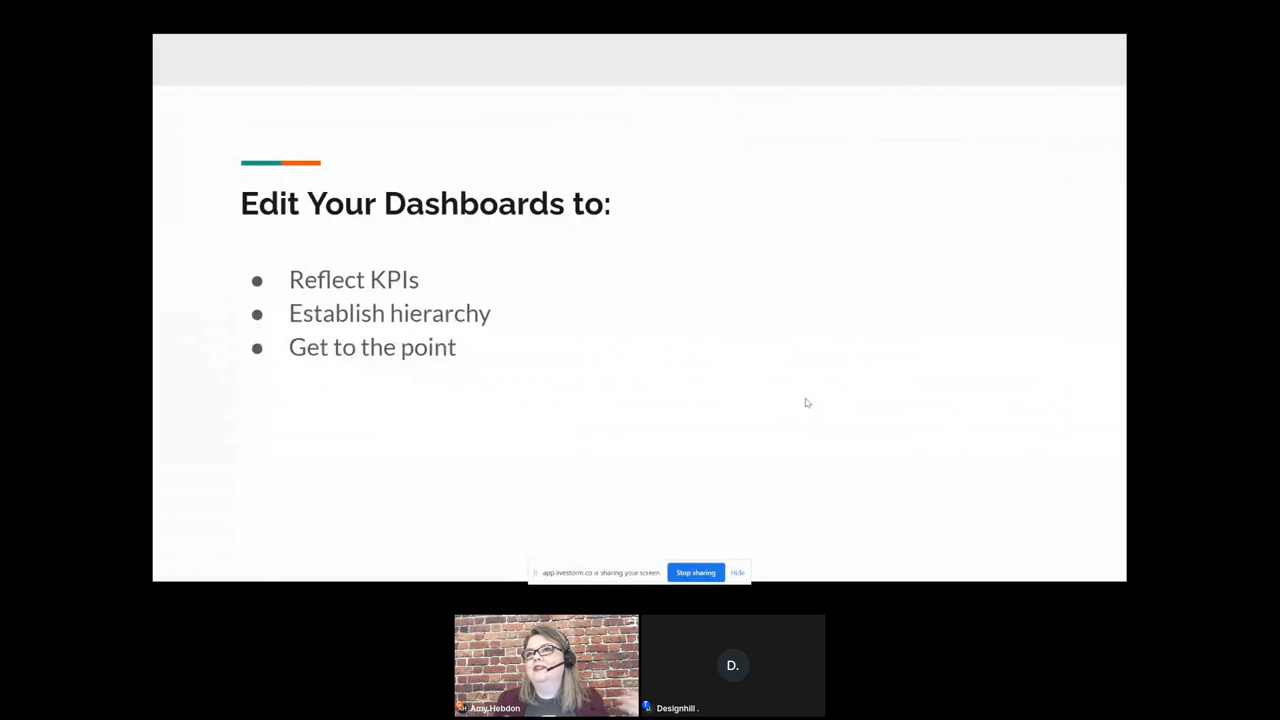 Edit Your Dashboards to:
● Reflect KPIs
● Establish hierarchy
● Get to the point
app.livestorm.co is sharing your screen. Stop sharing Hide
D.
AH Amy Hebdon
Designhill .